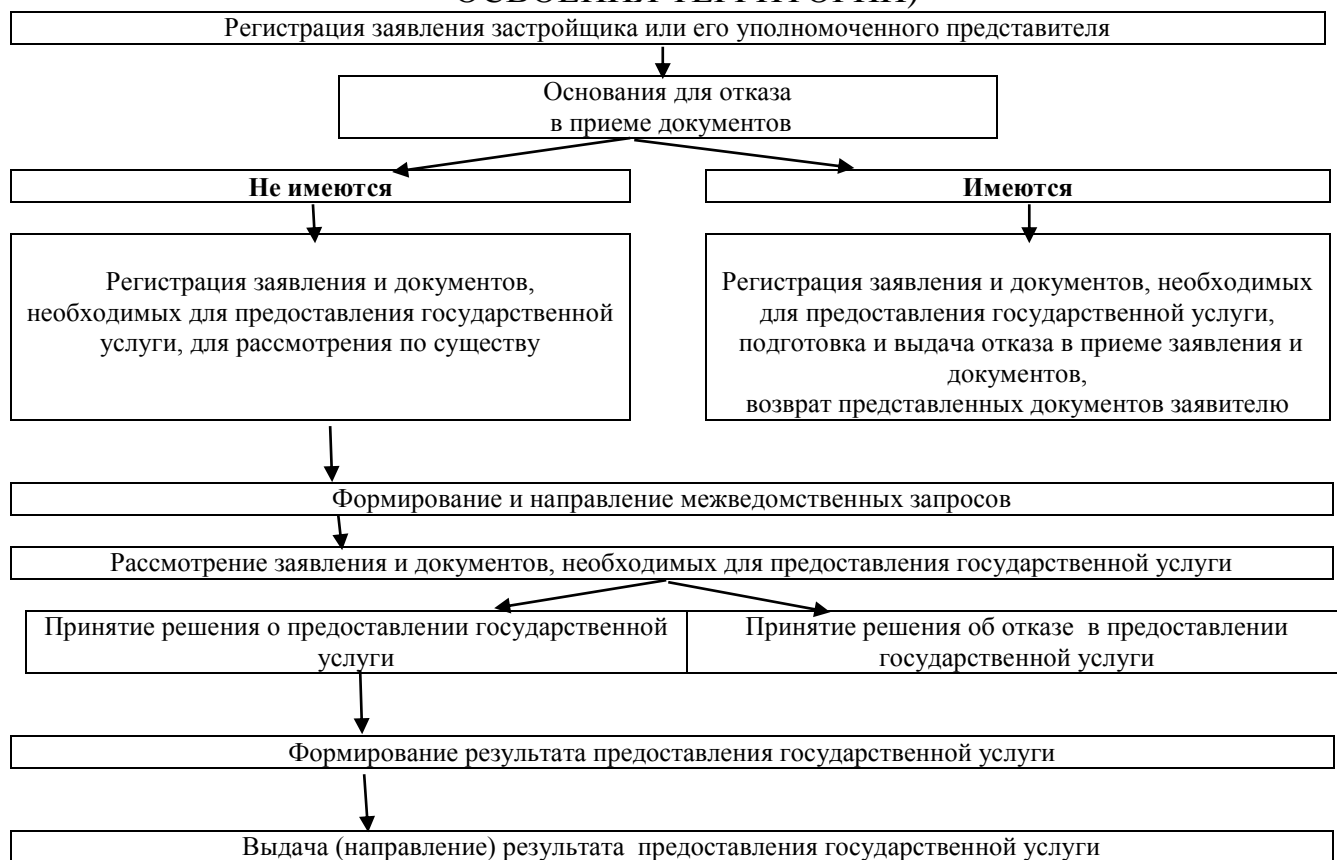 ОСВОЕНИЯ ТЕРРИТОРИИ)
Регистрация заявления застройщика или его уполномоченного представителя
Основания для отказа
в приеме документов
Не имеются
Имеются
Регистрация заявления и документов,
необходимых для предоставления государственной
услуги, для рассмотрения по существу
Регистрация заявления и документов, необходимых
для предоставления государственной услуги,
подготовка и выдача отказа в приеме заявления и
документов,
возврат представленных документов заявителю
Формирование и направление межведомственных запросов
Рассмотрение заявления и документов, необходимых для предоставления государственной услуги
Принятие решения о предоставлении государственной
услуги
Принятие решения об отказе в предоставлении
государственной услуги
Формирование результата предоставления государственной услуги
Выдача (направление) результата предоставления государственной услуги